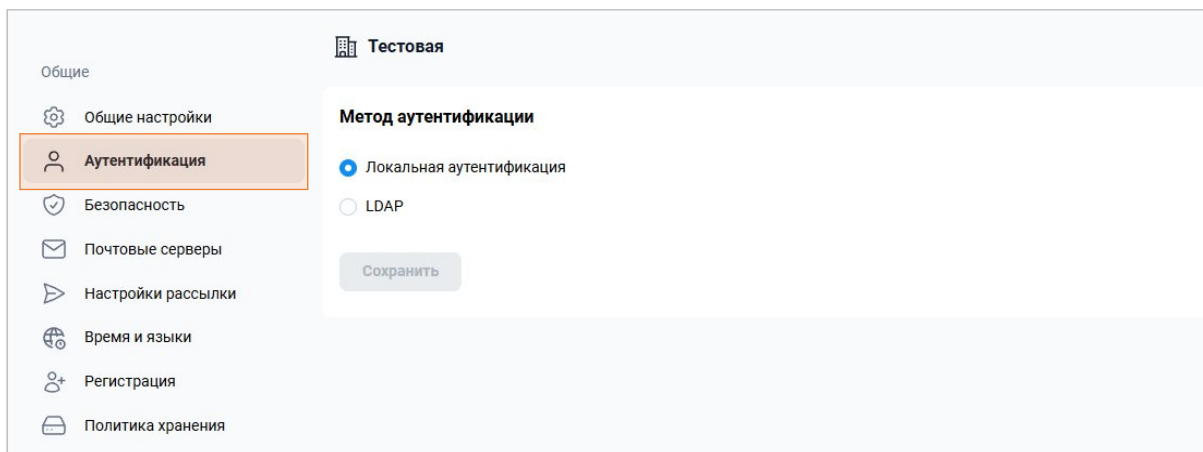 Общие
Общие настройки
Аутентификация
Безопасность
Почтовые серверы
Настройки рассылки
Время и языки
Регистрация
Политика хранения
Тестовая
Метод аутентификации
Локальная аутентификация
LDAP
Сохранить